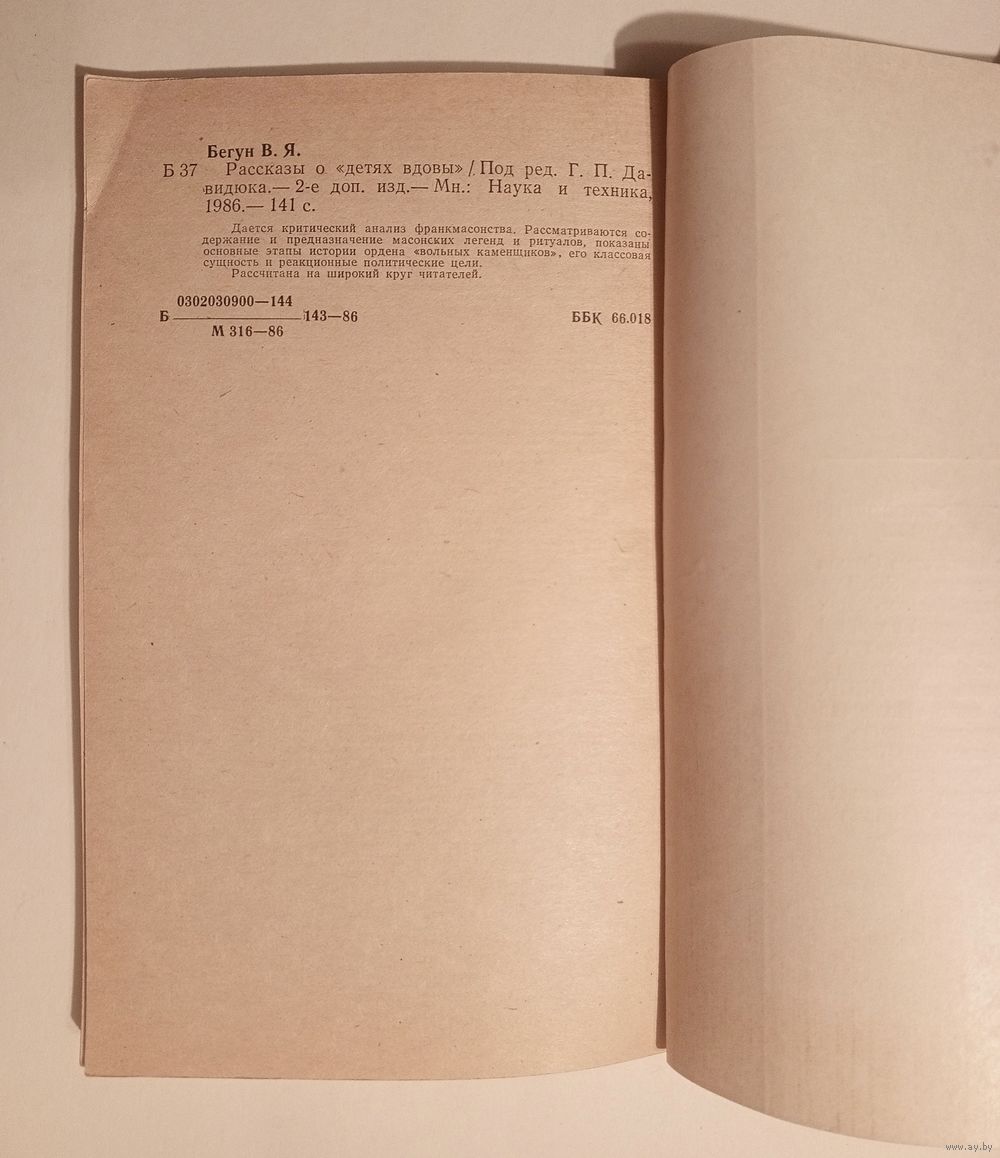 Бегун В. Я.
Б 37 Рассказы о «детях вдовы» / Под ред. Г. П. Да-
видюка.— 2-е доп. изд.— Мн.: Наука и техника,
1986.— 141 с.
Дается критический анализ франкмасонства. Рассматриваются со-
держание и предназначение масонских легенд и ритуалов, показаны
основные этапы истории ордена «вольных каменщиков», его классовая
сущность и реакционные политические цели.
Рассчитана на широкий круг читателей.
0302030900—144
Б 143—86 ББК 66.018
М 316—86
www.ay.by